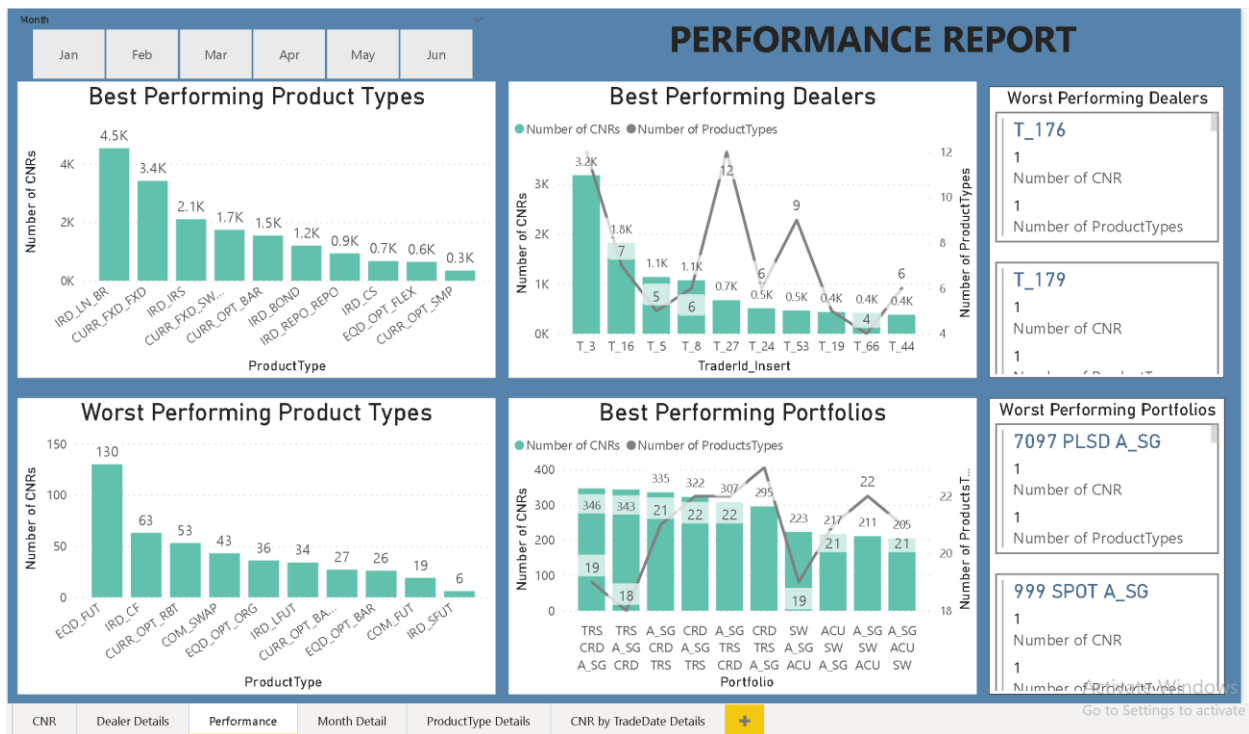 Month
PERFORMANCE REPORT
Jan Feb Mar Apr May Jun
Best Performing Product Types
Number of CNRs
4K
2K
0K
4.5K 3.4K 2.1K 1.7K 1.5K 1.2K 0.9K 0.7K 0.6K 0.3K
IRD_LN_BR CURR_FXD_FXD IRD_IRS CURR_FXD_SW... CURR_OPT_BAR IRD_BOND IRD_REPO_REPO IRD_CS EQD_OPT_FLEX CURR_OPT_SMP
ProductType
Best Performing Dealers
Number of CNRs Number of ProductTypes
Number of CNRs
3K
2K
1K
0K
3.2K 1.8K 1.1K 1.1K 0.7K 0.5K 0.5K 0.4K 0.4K 0.4K
7 5 6 12 6 9 4 6
12
10
8
6
4
Number of ProductTypes
T_3 T_16 T_5 T_8 T_27 T_24 T_53 T_19 T_66 T_44
TraderId_Insert
Worst Performing Dealers
T_176
1
Number of CNR
1
Number of ProductTypes
T_179
1
Number of CNR
1
Worst Performing Product Types
Number of CNRs
150
100
50
0
130 63 53 43 36 34 27 26 19 6
EQD_FUT IRD_CF CURR_OPT_RBT COM_SWAP EQD_OPT_ORG IRD_LFUT CURR_OPT_BA... EQD_OPT_BAR COM_FUT IRD_SFUT
ProductType
Best Performing Portfolios
Number of CNRs Number of ProductsTypes
Number of CNRs
400
300
200
100
0
346 343 335 322 307 295 223 217 211 205
19 18 21 22 22 19 21 22 21
22
20
18
Number of ProductsT...
TRS TRS A_SG CRD A_SG CRD SW ACU A_SG A_SG
CRD A_SG CRD A_SG TRS TRS A_SG SW SW ACU
A_SG CRD TRS TRS CRD A_SG ACU A_SG ACU SW
Portfolio
Worst Performing Portfolios
7097 PLSD A_SG
1
Number of CNR
1
Number of ProductTypes
999 SPOT A_SG
1
Number of CNR
1
Number of ProductTypes
Activate Windows
Go to Settings to activate
CNR Dealer Details Performance Month Detail ProductType Details CNR by TradeDate Details +